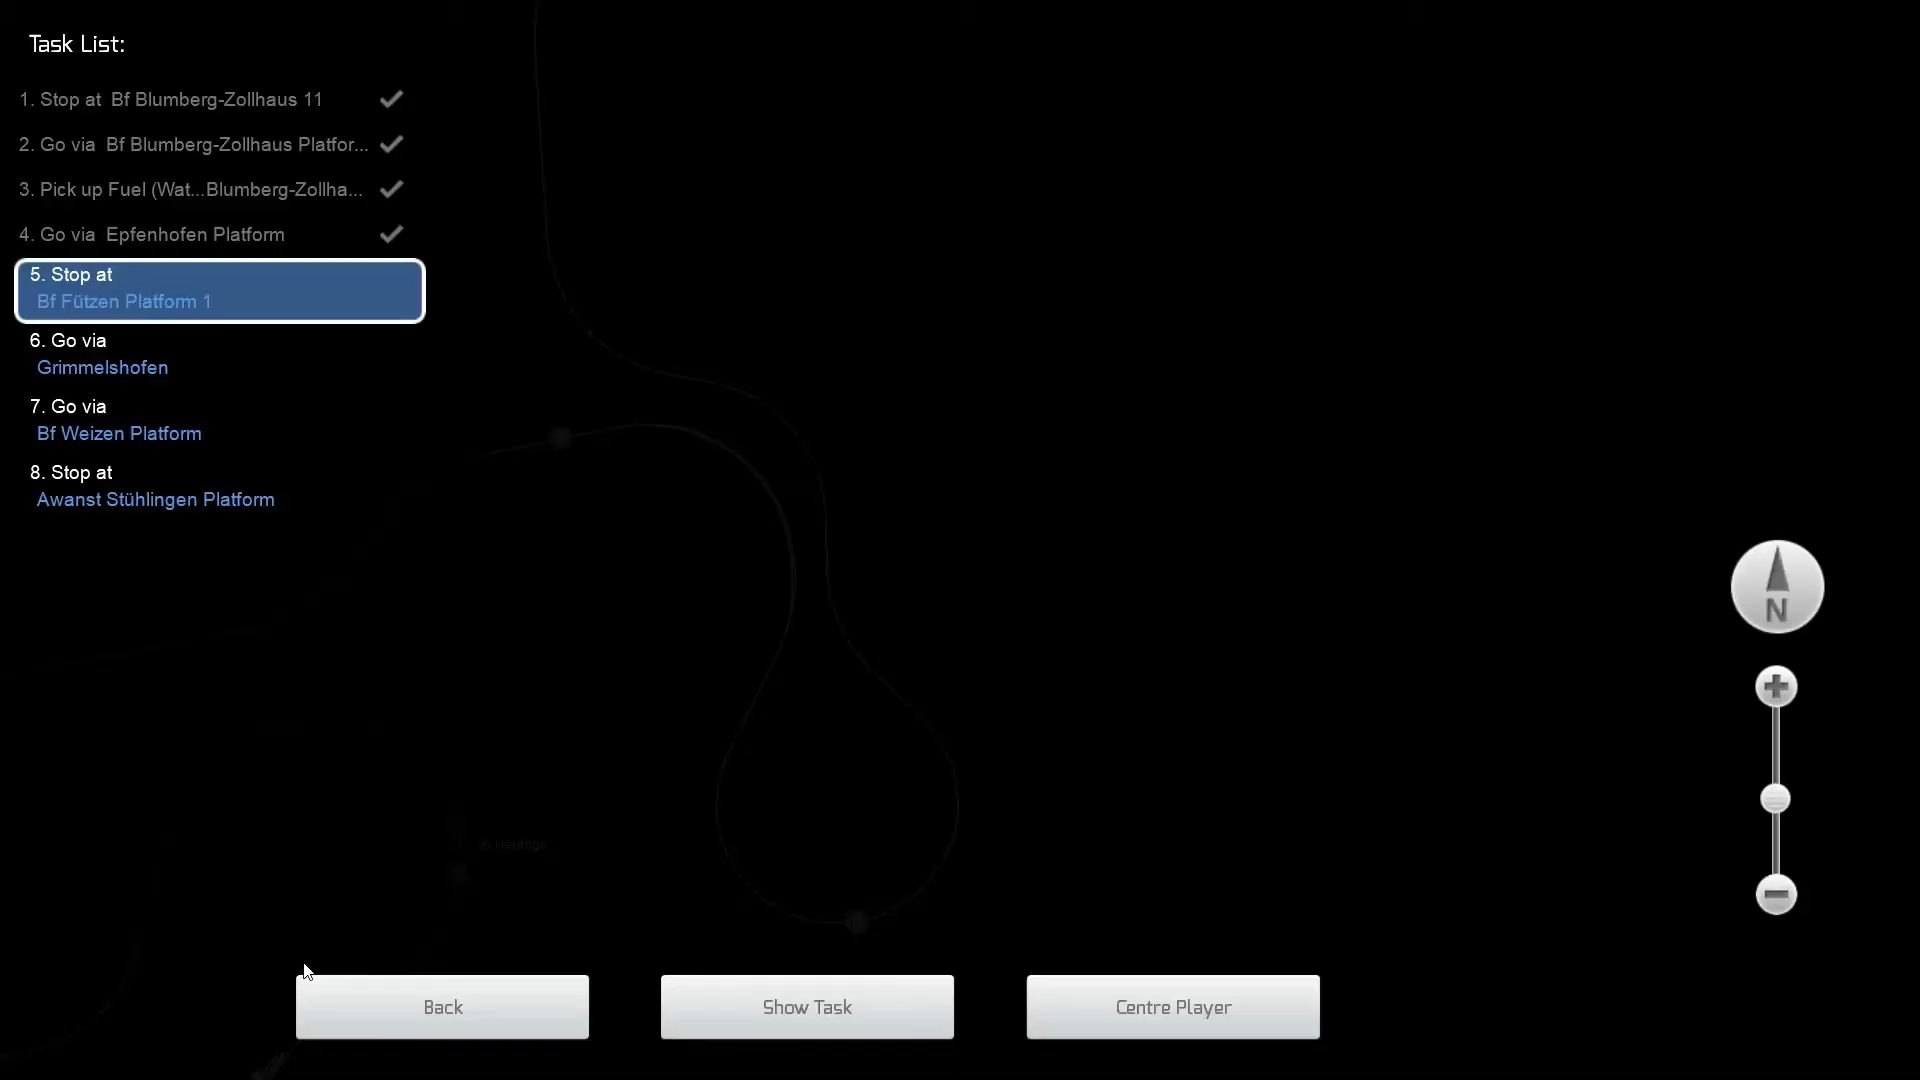 Task List:
1. Stop at Bf Blumberg-Zollhaus 11
2. Go via Bf Blumberg-Zollhaus Platfor...
3. Pick up Fuel (Wat...Blumberg-Zollha...
4. Go via Epfenhofen Platform
5. Stop at
Bf Fützen Platform 1
6. Go via
Grimmelshofen
7. Go via
Bf Weizen Platform
8. Stop at
Awanst Stühlingen Platform
N
Back
Show Task
Centre Player